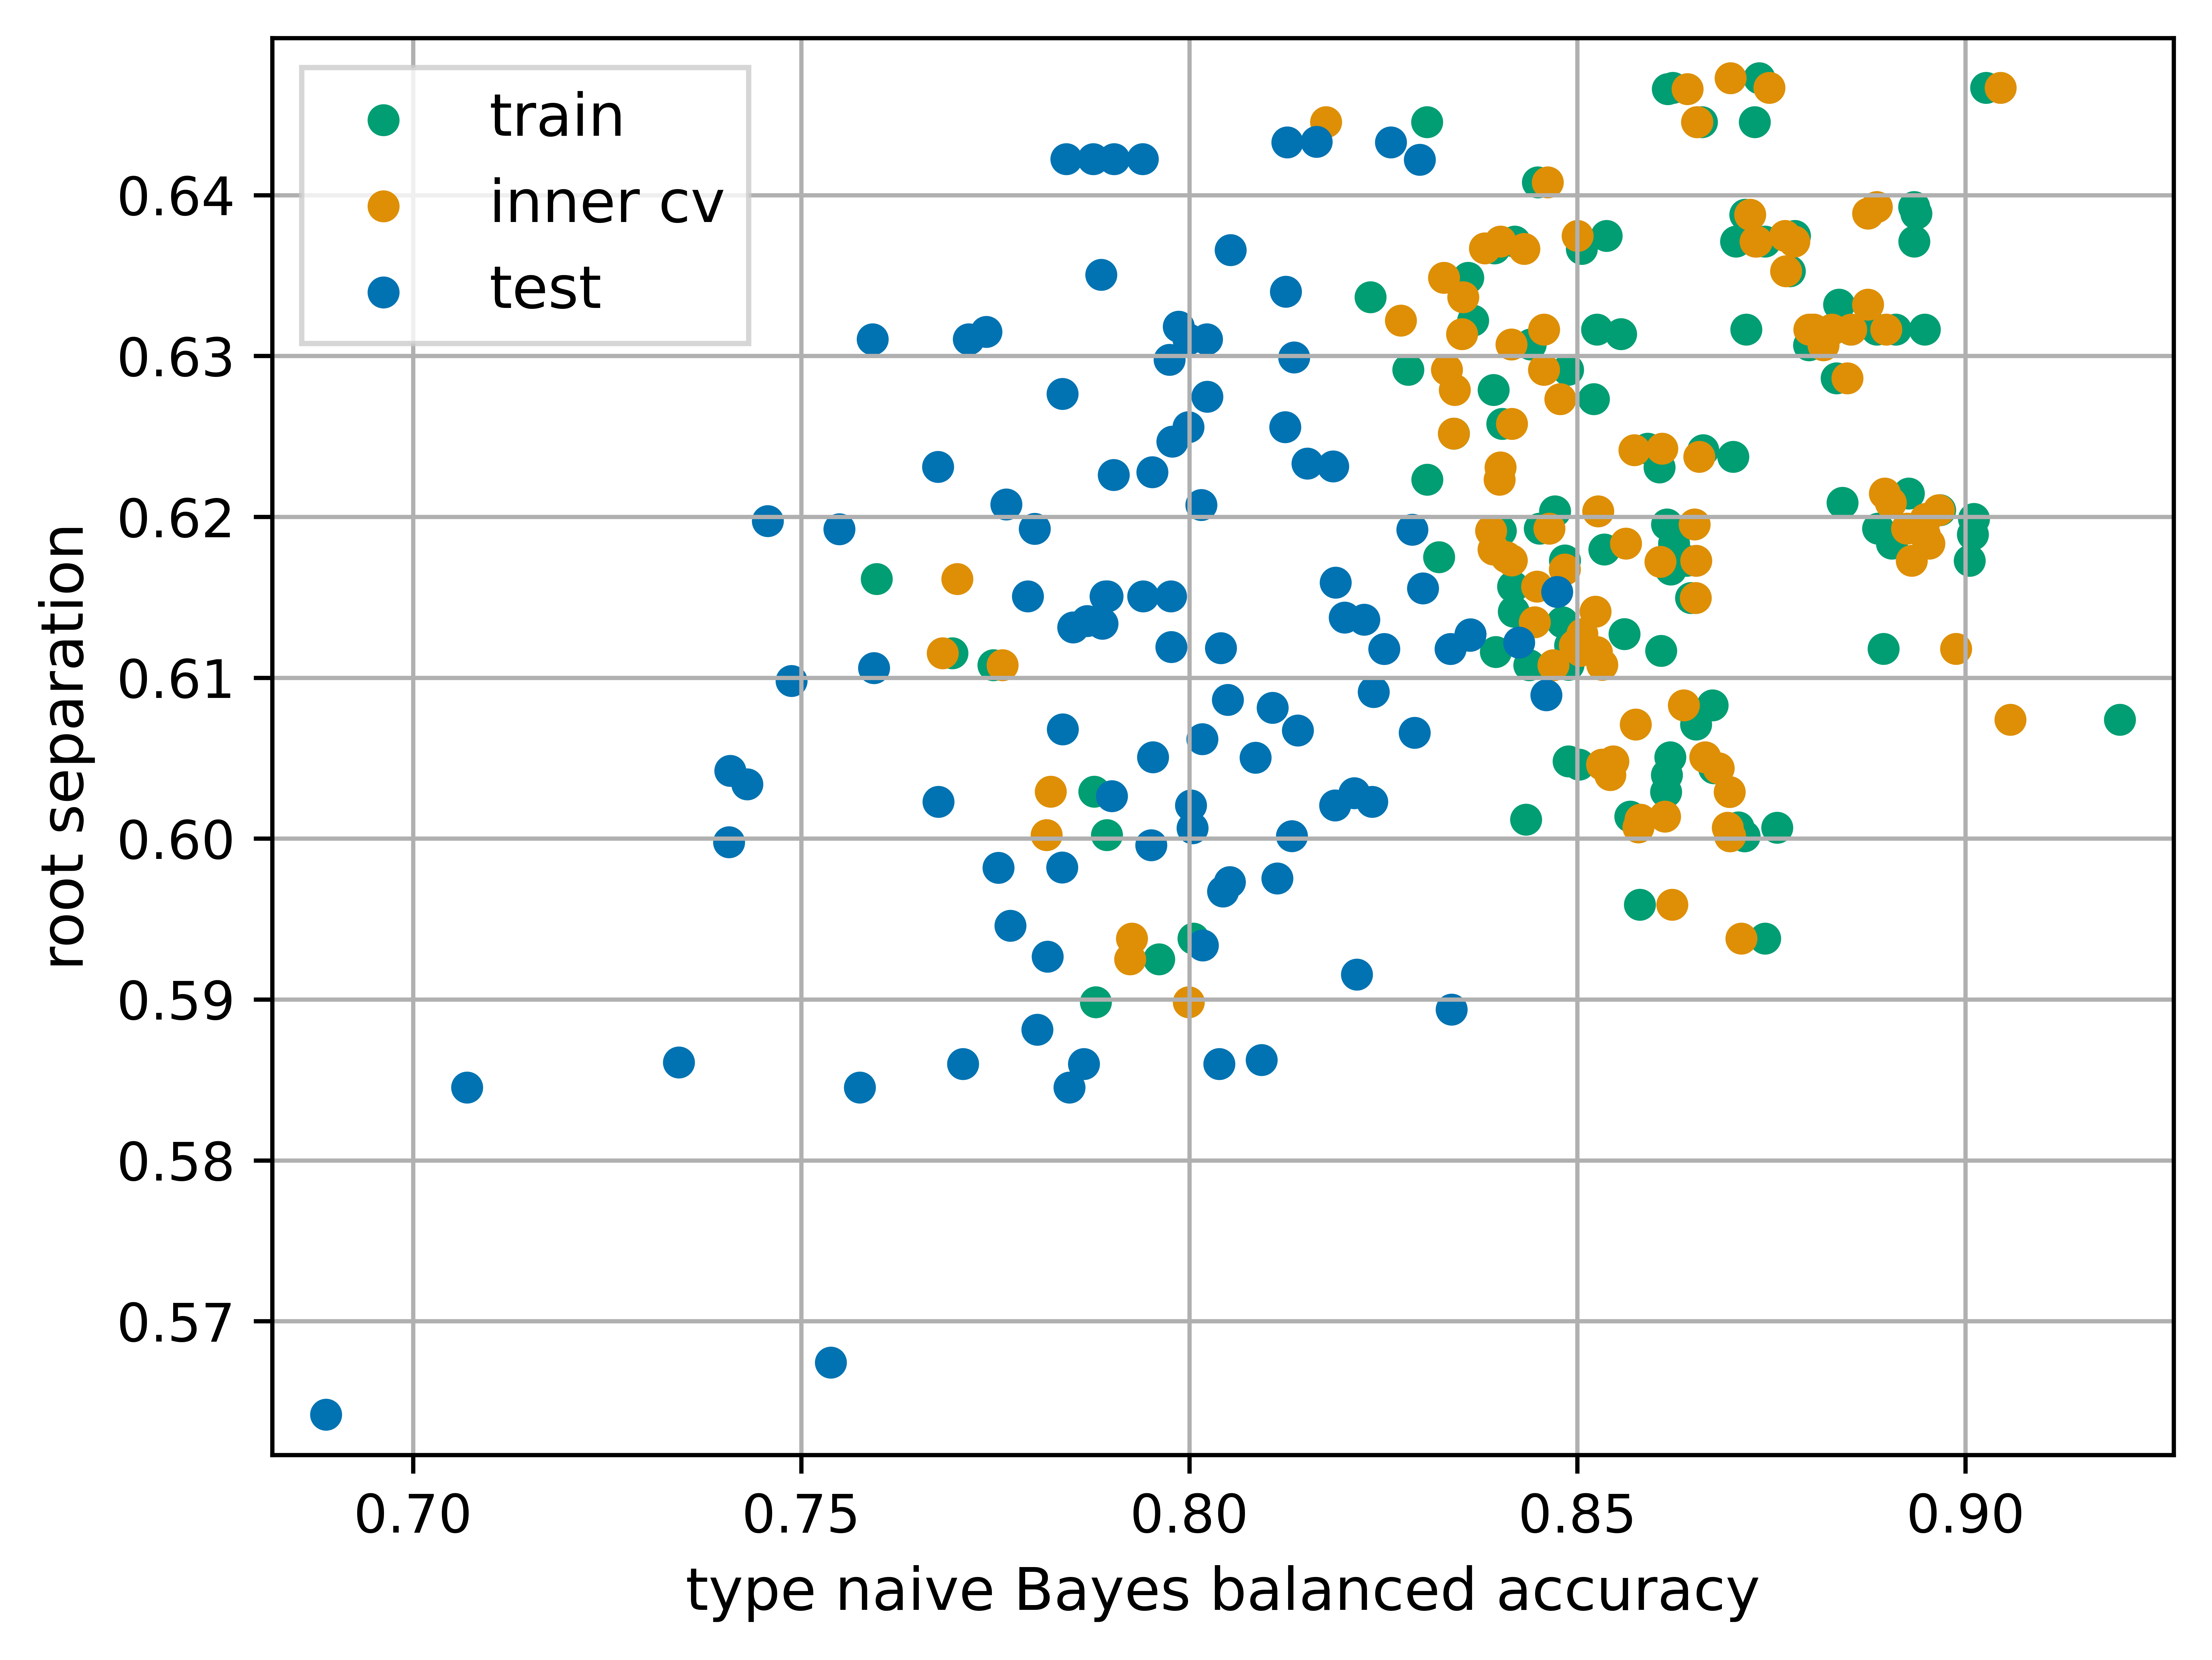 train
inner cv
test
0.64
0.63
0.62
0.61
0.60
0.59
0.58
0.57
root separation
0.70 0.75 0.80 0.85 0.90
type naive Bayes balanced accuracy